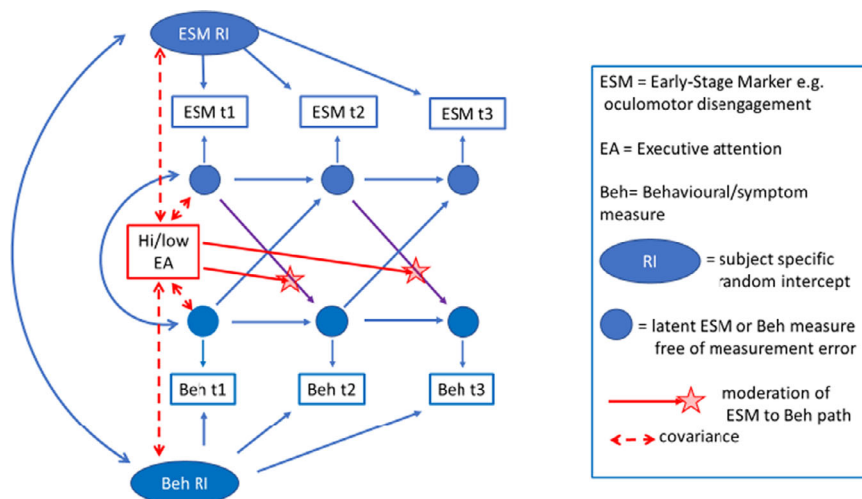 ESM RI
ESM t1
ESM t2
ESM t3
Hi/low
EA
Beh t1
Beh t2
Beh t3
Beh RI
ESM = Early-Stage Marker e.g.
oculomotor disengagement
EA = Executive attention
Beh= Behavioural/symptom
measure
RI
= subject specific
random intercept
= latent ESM or Beh measure
free of measurement error
moderation of
ESM to Beh path
covariance